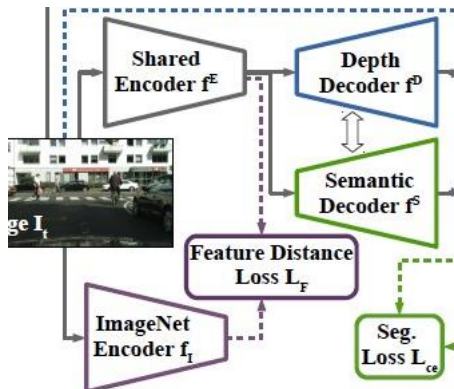 Shared
Encoder f^E
Depth
Decoder f^D
Semantic
Decoder f^S
ge I_t
Feature Distance
Loss L_F
ImageNet
Encoder f_I
Seg.
Loss L_ce